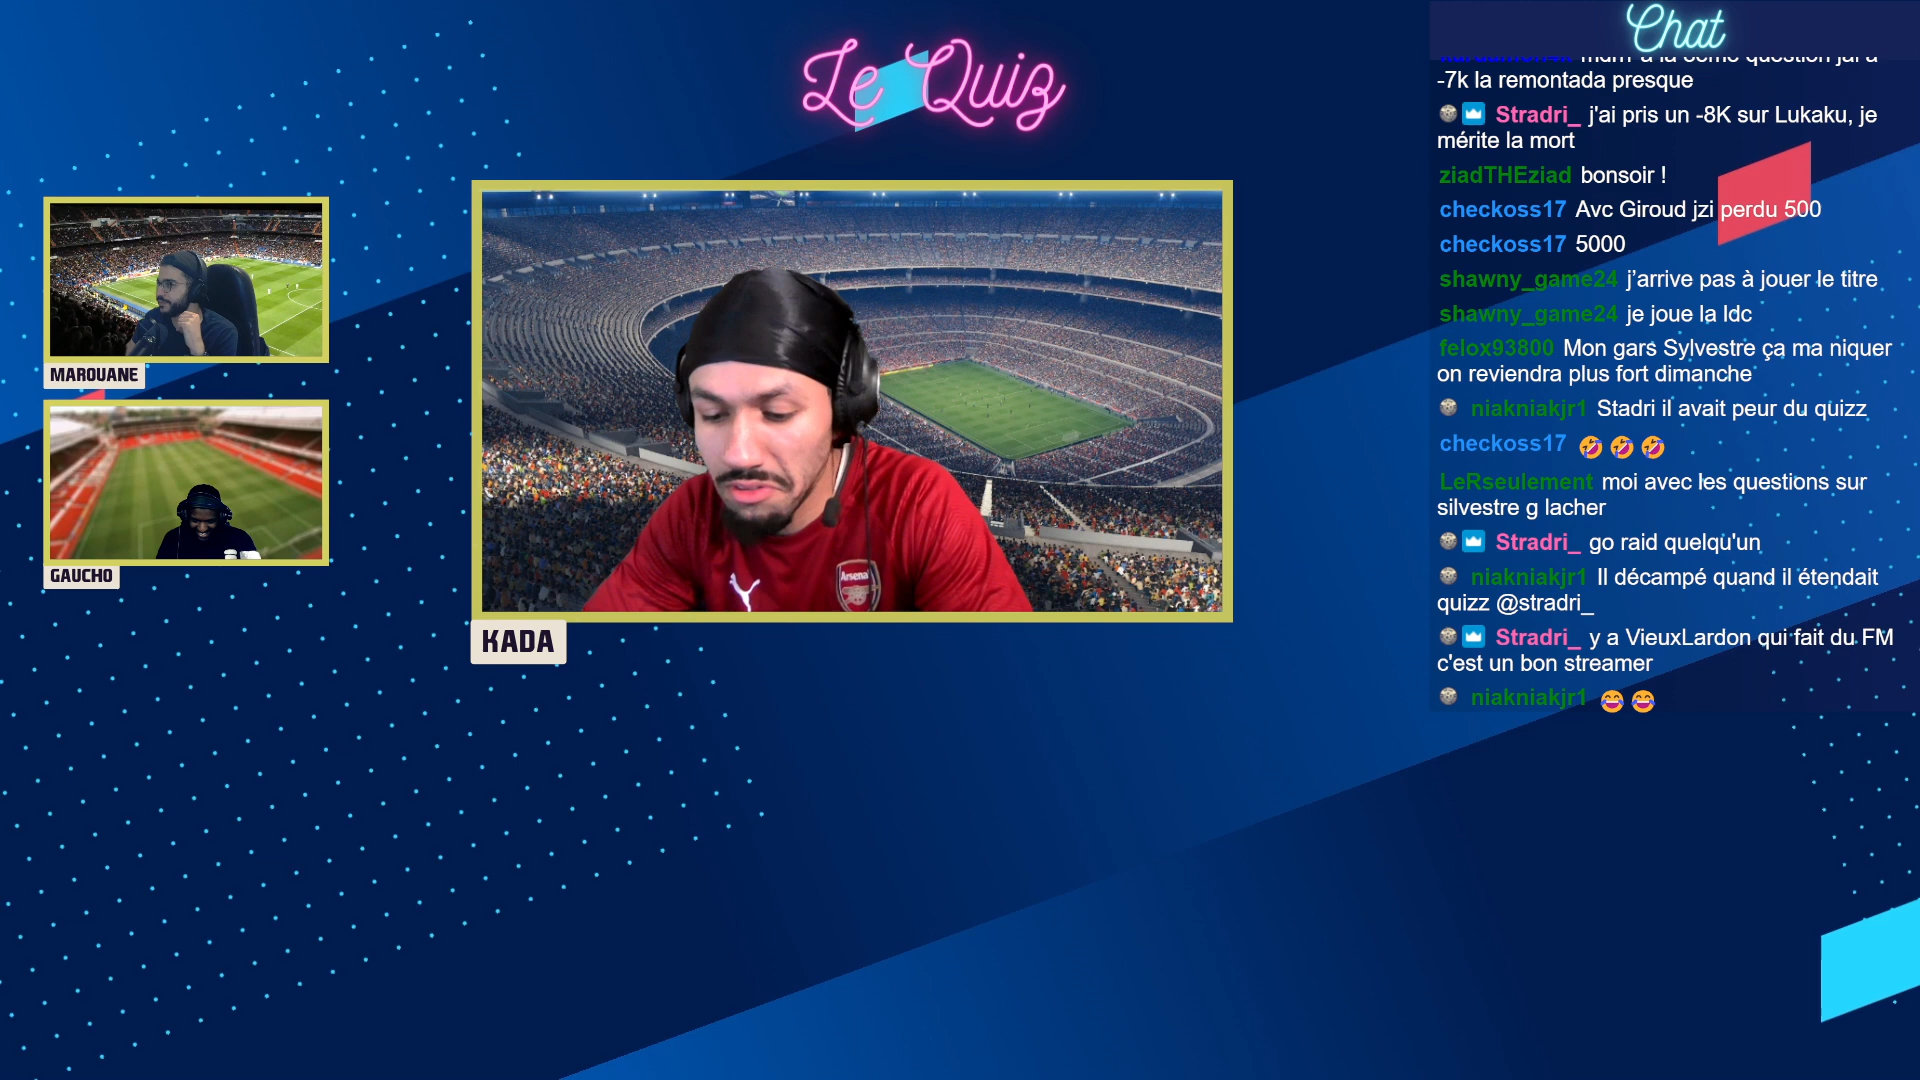 Le Quiz
MAROUANE
GAUCHO
Arsenal
KADA
Chat
-7k la remontada presque
Stradri_ j'ai pris un -8K sur Lukaku, je
mérite la mort
ziadTHEziad bonsoir !
checkoss17 Avc Giroud jzi perdu 500
checkoss17 5000
shawny_game24 j'arrive pas à jouer le titre
shawny_game24 je joue la ldc
felox93800 Mon gars Sylvestre ça ma niquer
on reviendra plus fort dimanche
niakniakjr1 Stadri il avait peur du quizz
checkoss17 🤣 🤣 🤣
LeRseulement moi avec les questions sur
silvestre g lacher
Stradri_ go raid quelqu'un
niakniakjr1 Il décampé quand il étendait
quizz @stradri_
Stradri_ y a VieuxLardon qui fait du FM
c'est un bon streamer
niakniakjr1 😂 😂